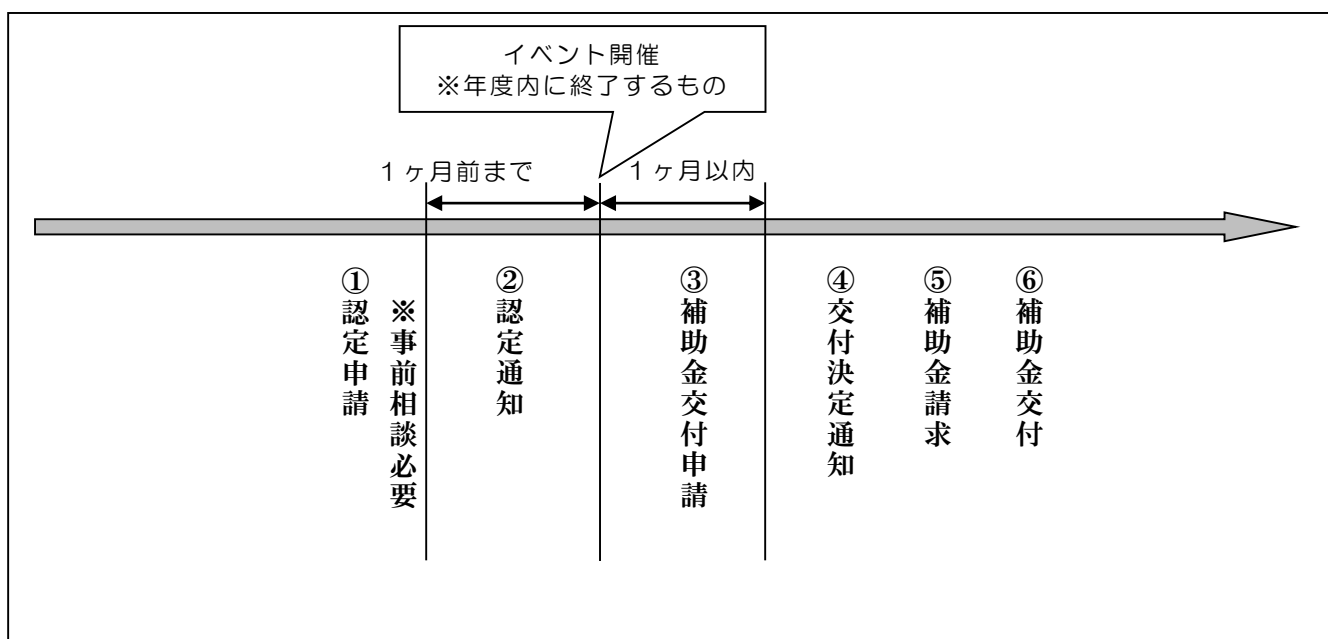 イベント開催
※年度内に終了するもの
１ヶ月前まで
１ヶ月以内
①認定申請
※事前相談必要
②認定通知
③補助金交付申請
④交付決定通知
⑤補助金請求
⑥補助金交付